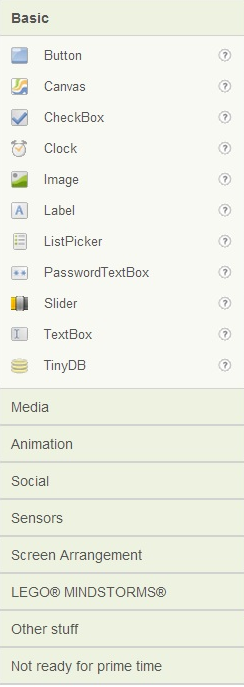 Basic
Button
Canvas
CheckBox
Clock
Image
Label
ListPicker
PasswordTextBox
Slider
TextBox
TinyDB
Media
Animation
Social
Sensors
Screen Arrangement
LEGO® MINDSTORMS®
Other stuff
Not ready for prime time